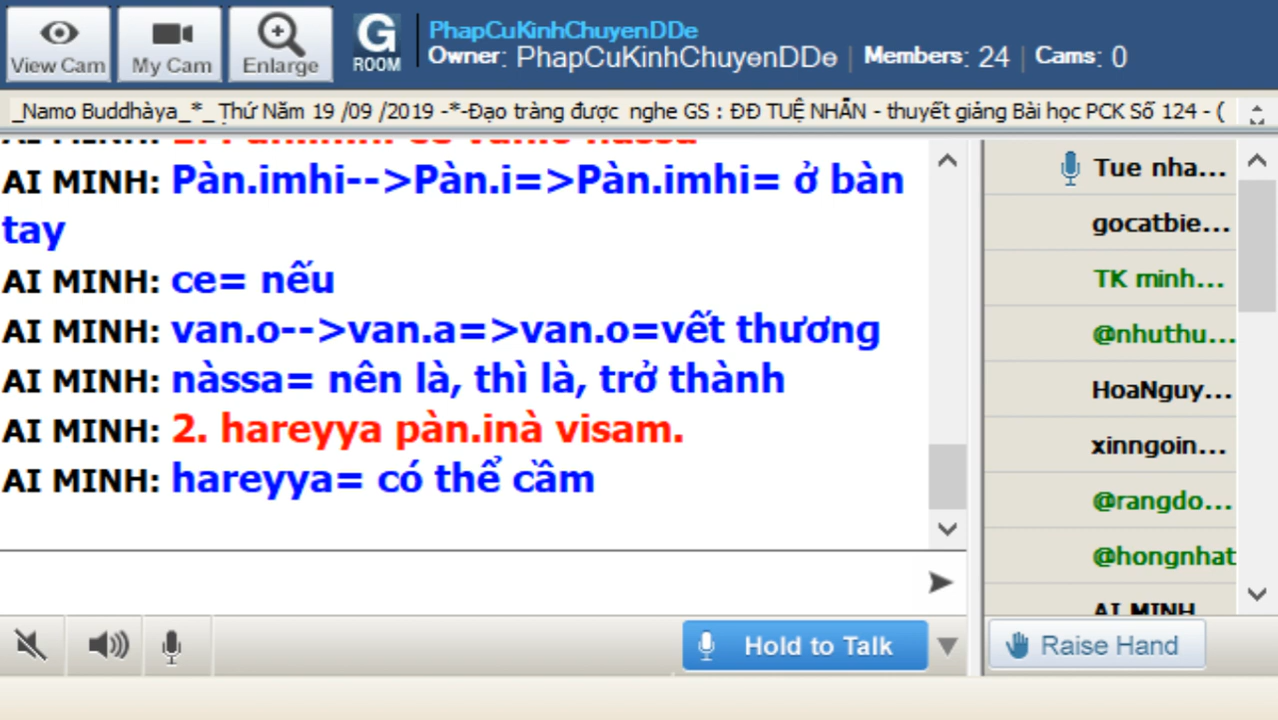 PhapCuKinhChuyenDDe
Owner: PhapCuKinhChuyenDDe | Members: 24 | Cams: 0
View Cam
My Cam
Enlarge
G
ROOM
_Namo Buddhàya_*_ Thứ Năm 19 /09 /2019 -*-Đạo tràng được nghe GS : ĐĐ TUỆ NHÃN - thuyết giảng Bài học PCK Số 124 - (
AI MINH: Pàn.imhi-->Pàn.i=>Pàn.imhi= ở bàn
tay
AI MINH: ce= nếu
AI MINH: van.o-->van.a=>van.o=vết thương
AI MINH: nàssa= nên là, thì là, trở thành
AI MINH: 2. hareyya pàn.inà visam.
AI MINH: hareyya= có thể cầm
Tue nha...
gocatbie...
TK minh...
@nhuthu...
HoaNguy...
xinngoin...
@rangdo...
@hongnhat
AI MINH
Hold to Talk
Raise Hand